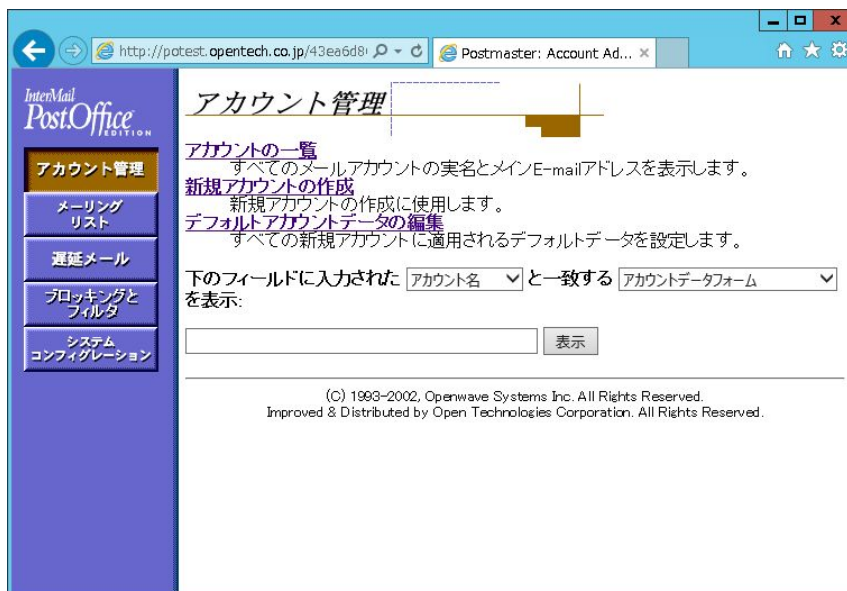 http://potest.opentech.co.jp/43ea6d8
Postmaster: Account Ad...
InterMail
Post.Office
EDITION
アカウント管理
メーリング
リスト
遅延メール
ブロッキングと
フィルタ
システム
コンフィグレーション
アカウント管理
アカウントの一覧
すべてのメールアカウントの実名とメインE-mailアドレスを表示します。
新規アカウントの作成
新規アカウントの作成に使用します。
デフォルトアカウントデータの編集
すべての新規アカウントに適用されるデフォルトデータを設定します。
下のフィールドに入力された アカウント名 と一致する アカウントデータフォーム
を表示:
表示
(C) 1993-2002, Openwave Systems Inc. All Rights Reserved.
Improved & Distributed by Open Technologies Corporation. All Rights Reserved.